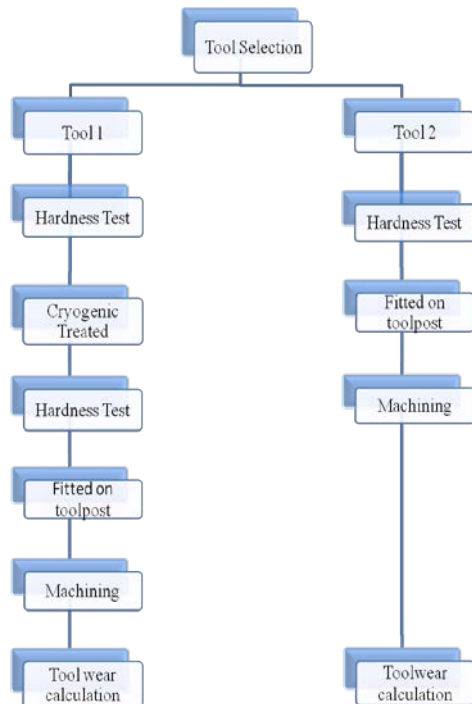 Tool Selection
Tool 1
Hardness Test
Cryogenic
Treated
Hardness Test
Fitted on
toolpost
Machining
Tool wear
calculation
Tool 2
Hardness Test
Fitted on
toolpost
Machining
Toolwear
calculation